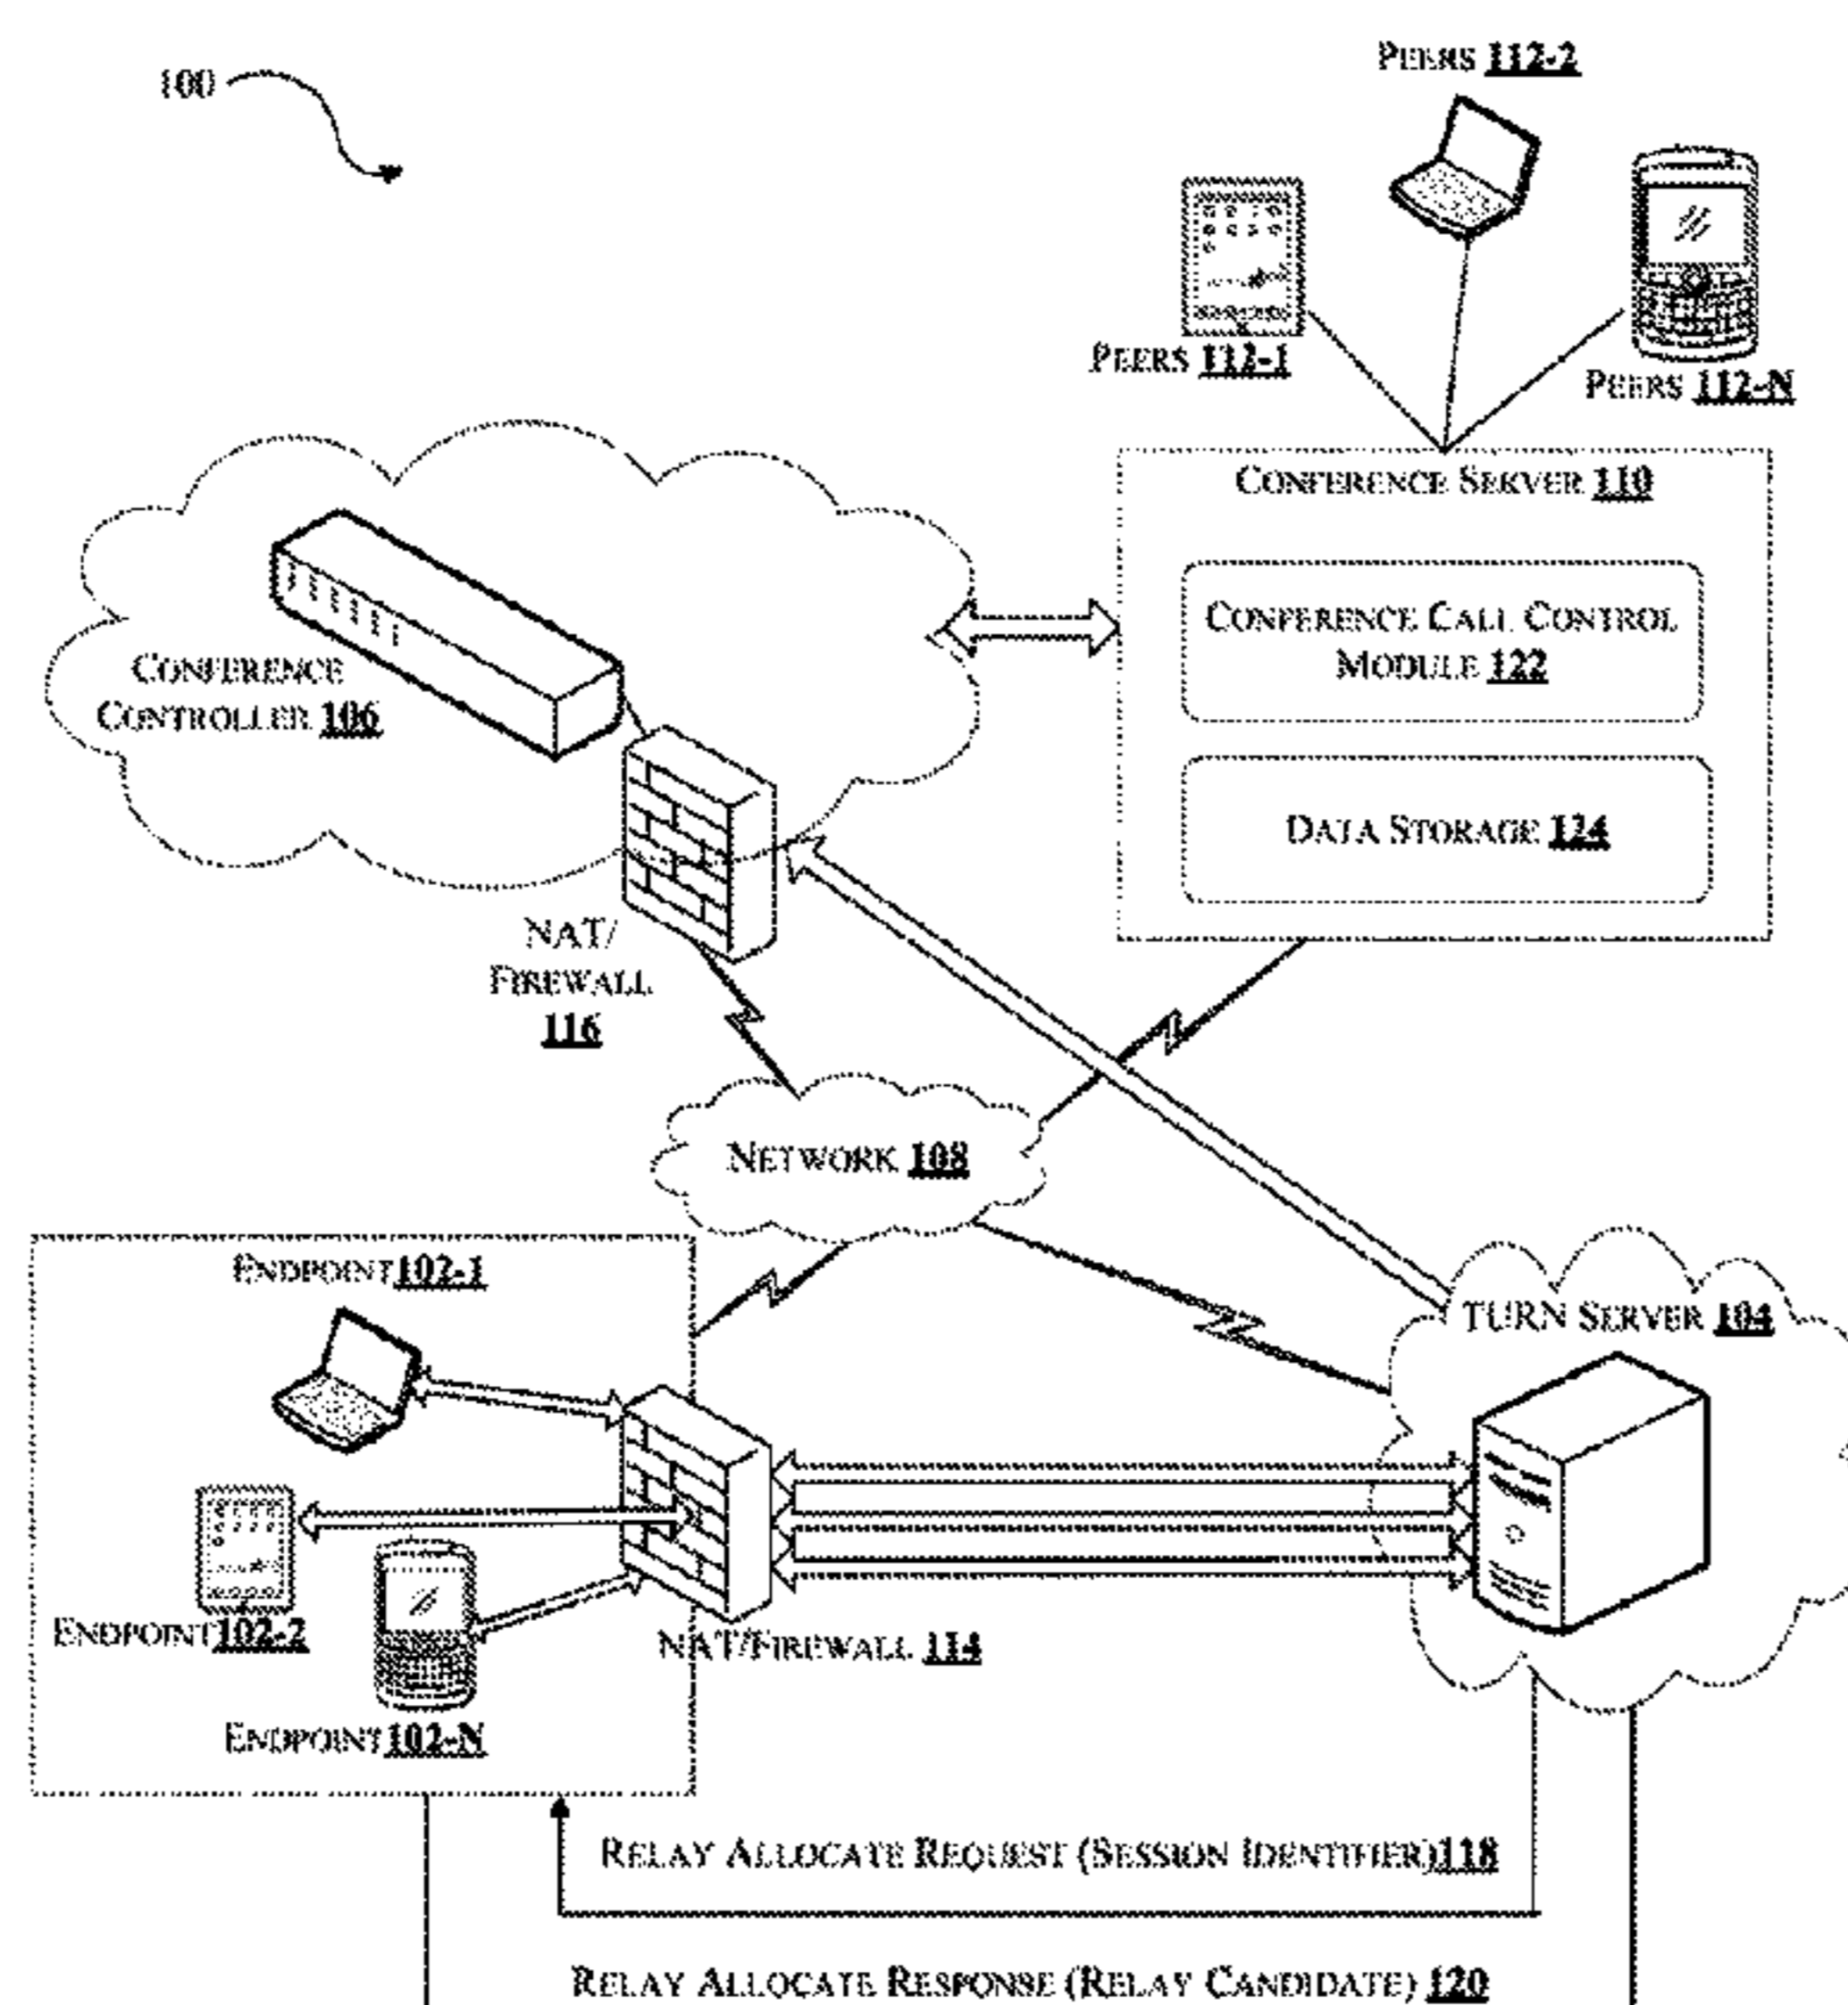 100
PEERS 112-2
PEERS 112-1
PEERS 112-N
CONFERENCE SERVER 110
CONFERENCE CALL CONTROL
MODULE 122
DATA STORAGE 124
CONFERENCE
CONTROLLER 106
NAT/
FIREWALL
116
NETWORK 108
ENDPOINT 102-1
TURN SERVER 104
ENDPOINT 102-2
NAT/FIREWALL 114
ENDPOINT 102-N
RELAY ALLOCATE REQUEST (SESSION IDENTIFIER) 118
RELAY ALLOCATE RESPONSE (RELAY CANDIDATE) 120